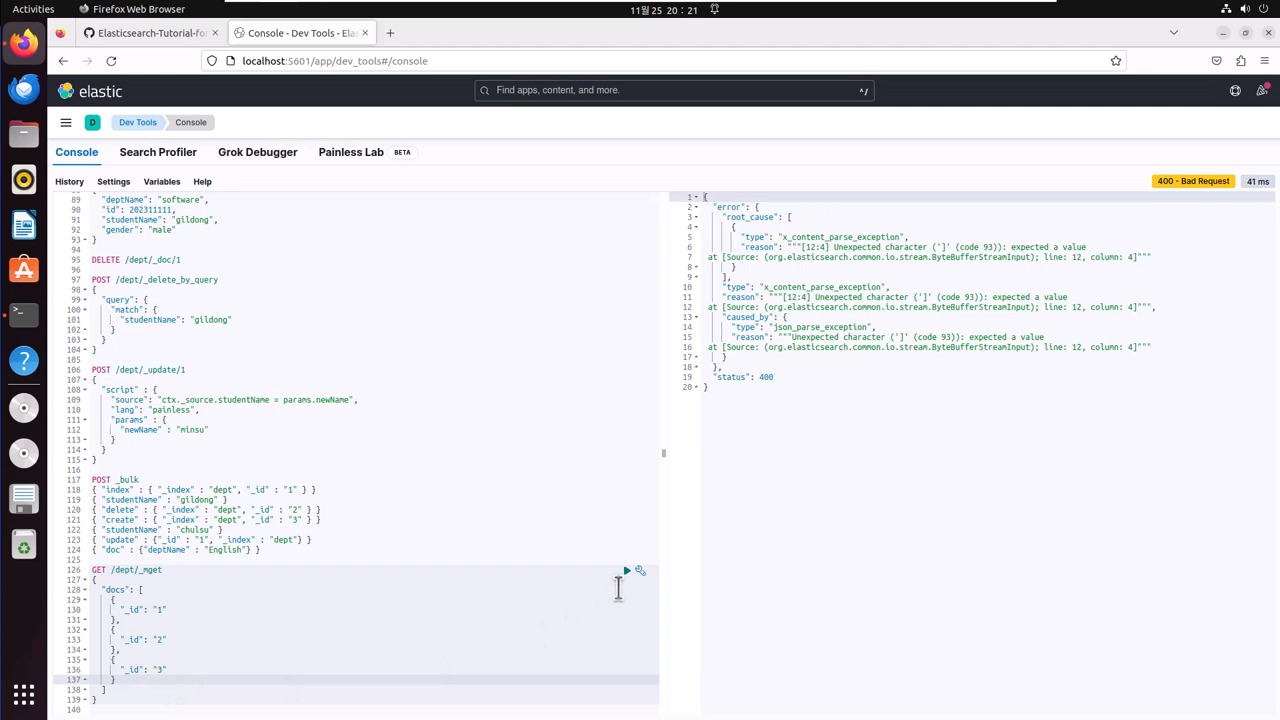 Activities
Firefox Web Browser
11월 25 20 : 21
Elasticsearch-Tutorial-for
Console - Dev Tools - Elas
localhost:5601/app/dev_tools#/console
elastic
Find apps, content, and more.
^/
D
Dev Tools
Console
Console
Search Profiler
Grok Debugger
Painless Lab
BETA
History
Settings
Variables
Help
400 - Bad Request
41 ms
89 "deptName": "software",
90 "id": 202311111,
91 "studentName": "gildong",
92 "gender": "male"
93 }
94
95 DELETE /dept/_doc/1
96
97 POST /dept/_delete_by_query
98 {
99 "query": {
100 "match": {
101 "studentName": "gildong"
102 }
103 }
104 }
105
106 POST /dept/_update/1
107 {
108 "script" : {
109 "source": "ctx._source.studentName = params.newName",
110 "lang": "painless",
111 "params" : {
112 "newName" : "minsu"
113 }
114 }
115 }
116
117 POST _bulk
118 { "index" : { "_index" : "dept", "_id" : "1" } }
119 { "studentName" : "gildong" }
120 { "delete" : { "_index" : "dept", "_id" : "2" } }
121 { "create" : { "_index" : "dept", "_id" : "3" } }
122 { "studentName" : "chulsu" }
123 { "update" : {"_id" : "1", "_index" : "dept"} }
124 { "doc" : {"deptName" : "English"} }
125
126 GET /dept/_mget
127 {
128 "docs": [
129 {
130 "_id": "1"
131 },
132 {
133 "_id": "2"
134 },
135 {
136 "_id": "3"
137 }
138 ]
139 }
140
1 {
2 "error": {
3 "root_cause": [
4 {
5 "type": "x_content_parse_exception",
6 "reason": """[12:4] Unexpected character (']' (code 93)): expected a value
7 at [Source: (org.elasticsearch.common.io.stream.ByteBufferStreamInput); line: 12, column: 4]"""
8 }
9 ],
10 "type": "x_content_parse_exception",
11 "reason": """[12:4] Unexpected character (']' (code 93)): expected a value
12 at [Source: (org.elasticsearch.common.io.stream.ByteBufferStreamInput); line: 12, column: 4]""",
13 "caused_by": {
14 "type": "json_parse_exception",
15 "reason": """Unexpected character (']' (code 93)): expected a value
16 at [Source: (org.elasticsearch.common.io.stream.ByteBufferStreamInput); line: 12, column: 4]"""
17 }
18 },
19 "status": 400
20 }